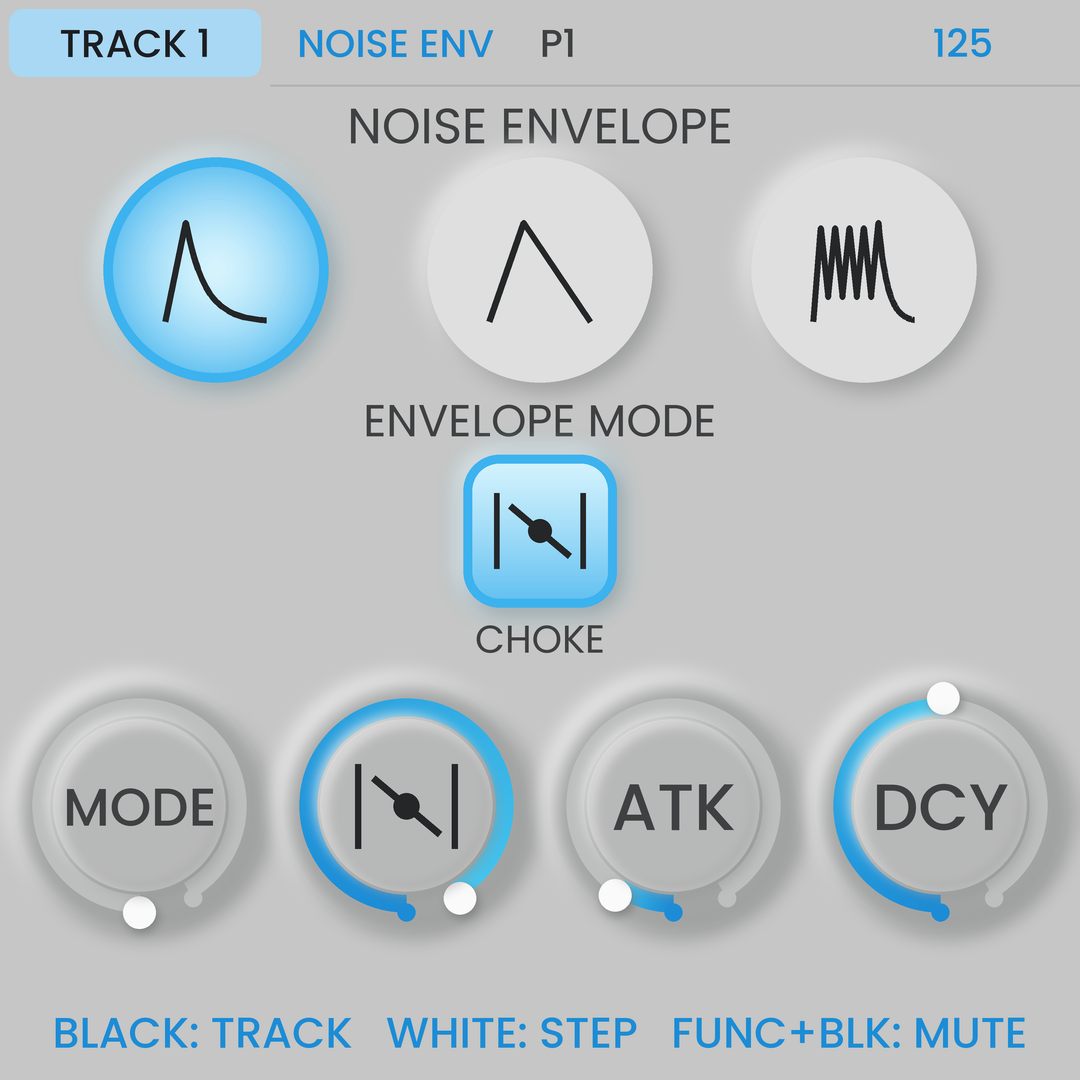 TRACK 1 NOISE ENV P1 125
NOISE ENVELOPE
ENVELOPE MODE
CHOKE
MODE ATK DCY
BLACK: TRACK WHITE: STEP FUNC+BLK: MUTE